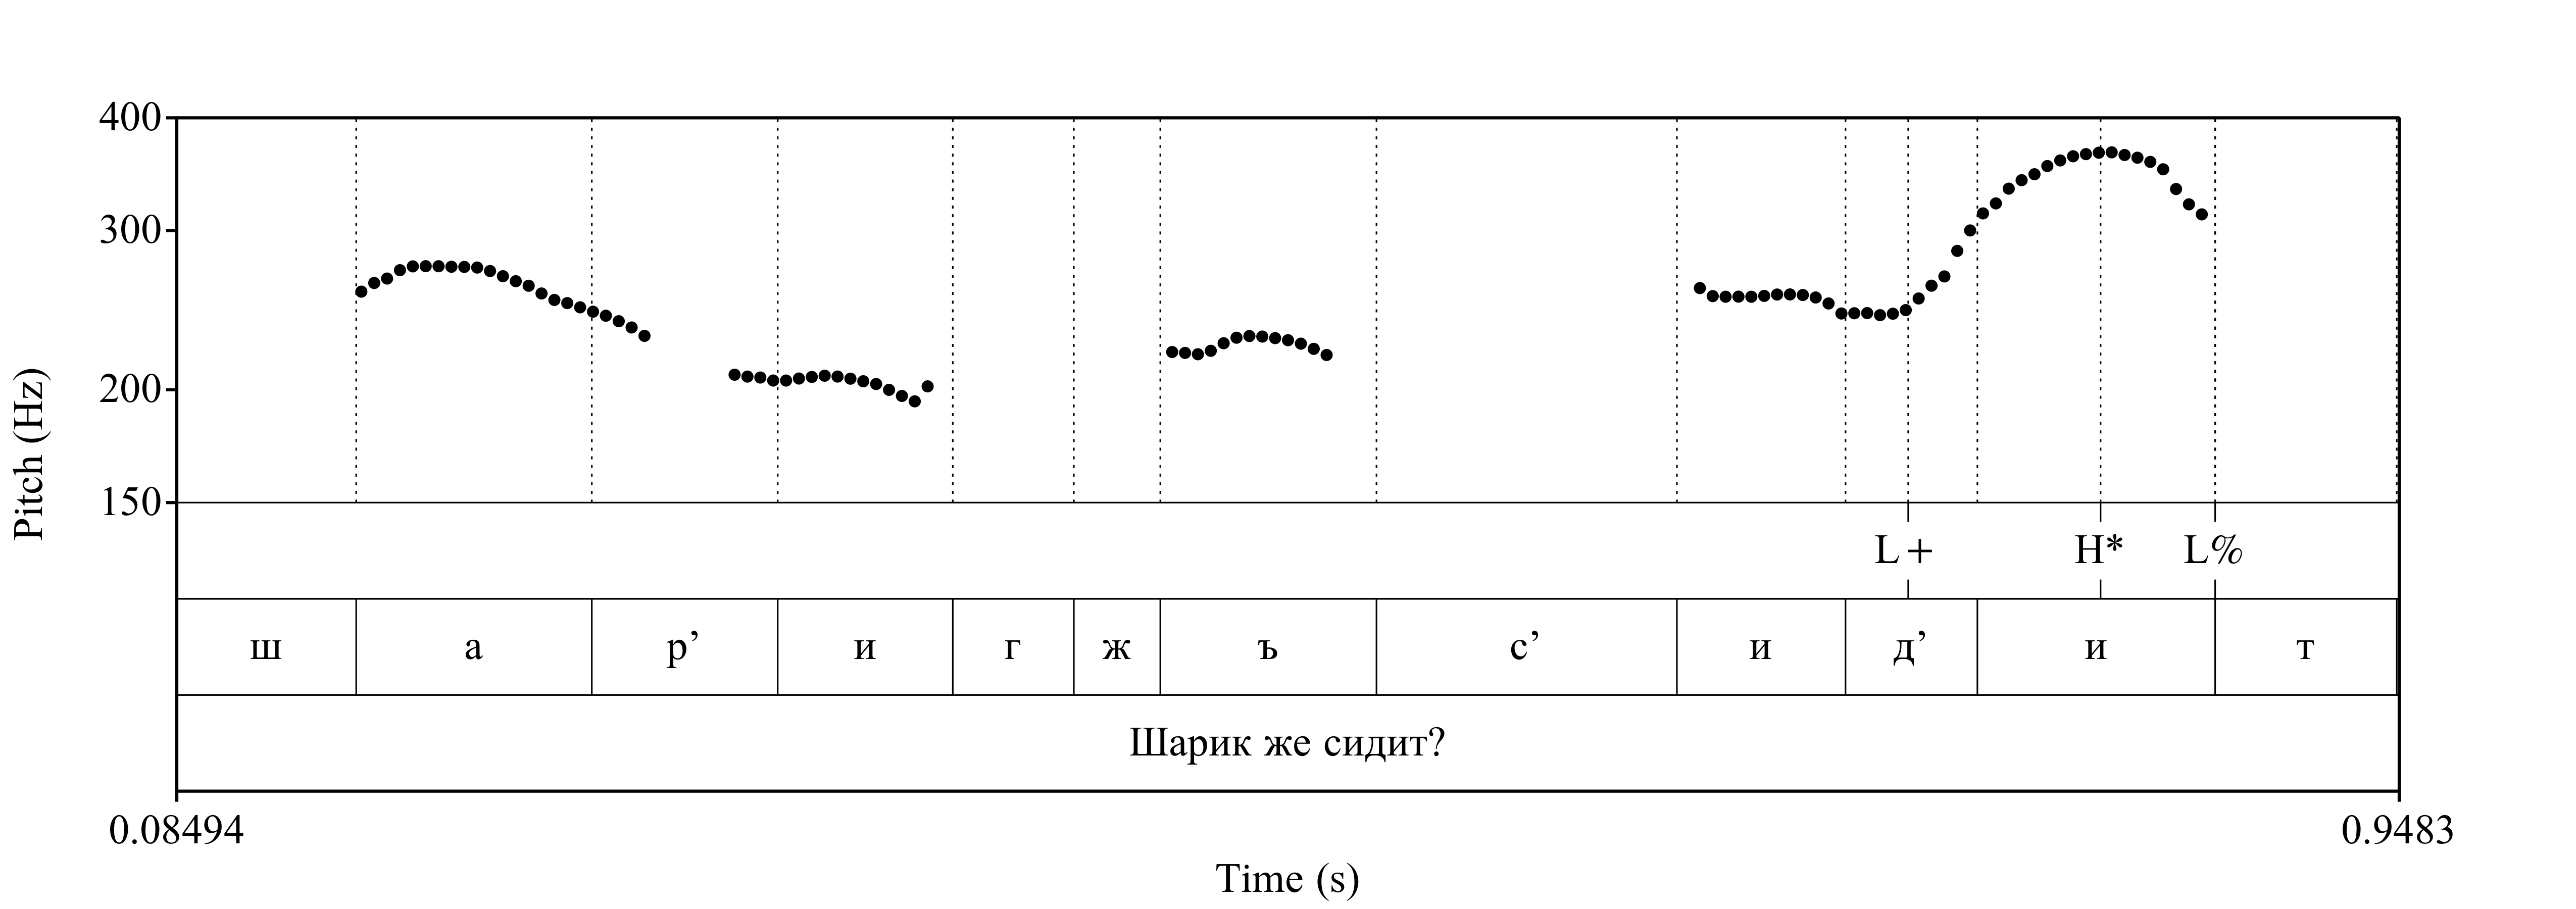 400
300
200
150
Pitch (Hz)
L+ H* L%
ш а р’ и г ж ъ с’ и д’ и т
Шарик же сидит?
0.08494 0.9483
Time (s)